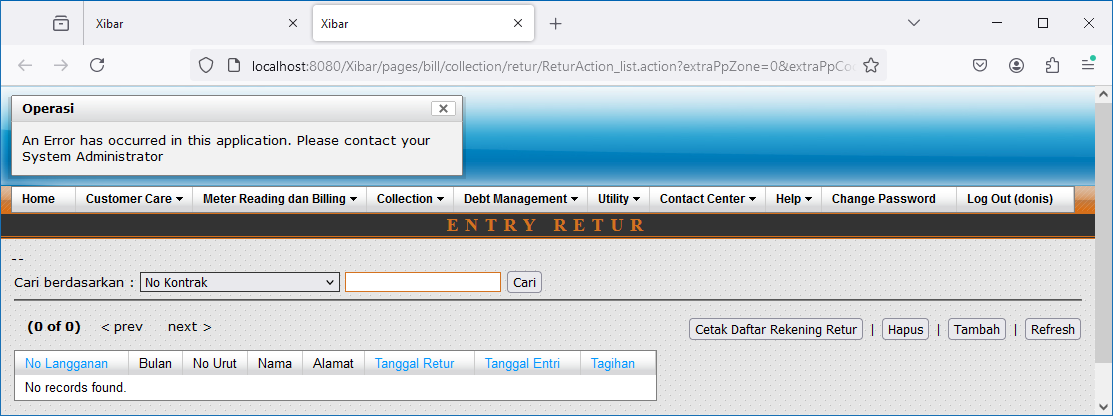 Xibar
Xibar
localhost:8080/Xibar/pages/bill/collection/retur/ReturAction_list.action?extraPpZone=0&extraPpCo
Operasi
An Error has occurred in this application. Please contact your
System Administrator
Home Customer Care Meter Reading dan Billing Collection Debt Management Utility Contact Center Help Change Password Log Out (donis)
ENTRY RETUR
--
Cari berdasarkan : No Kontrak Cari
(0 of 0) < prev next > Cetak Daftar Rekening Retur | Hapus | Tambah | Refresh
No Langganan Bulan No Urut Nama Alamat Tanggal Retur Tanggal Entri Tagihan
No records found.